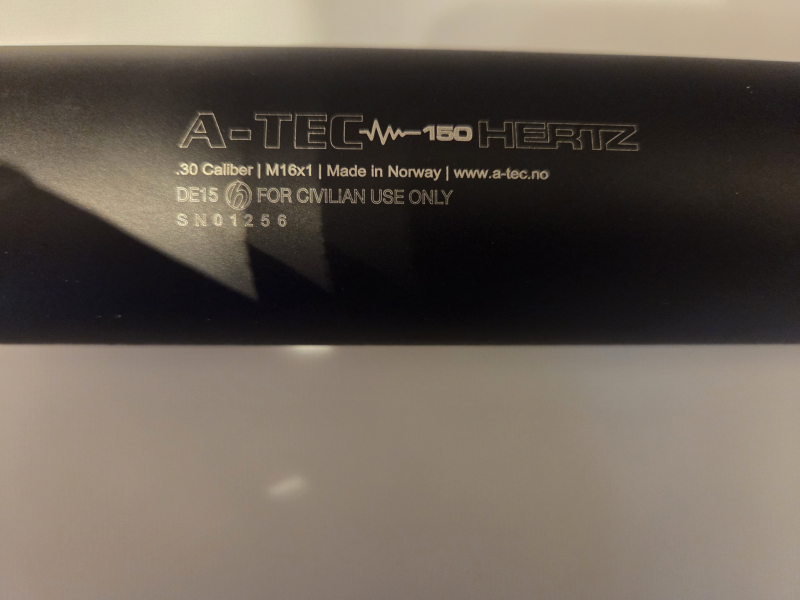 A-TEC 150 HERTZ
.30 Caliber | M16x1 | Made in Norway | www.a-tec.no
DE15 FOR CIVILIAN USE ONLY
SN01256